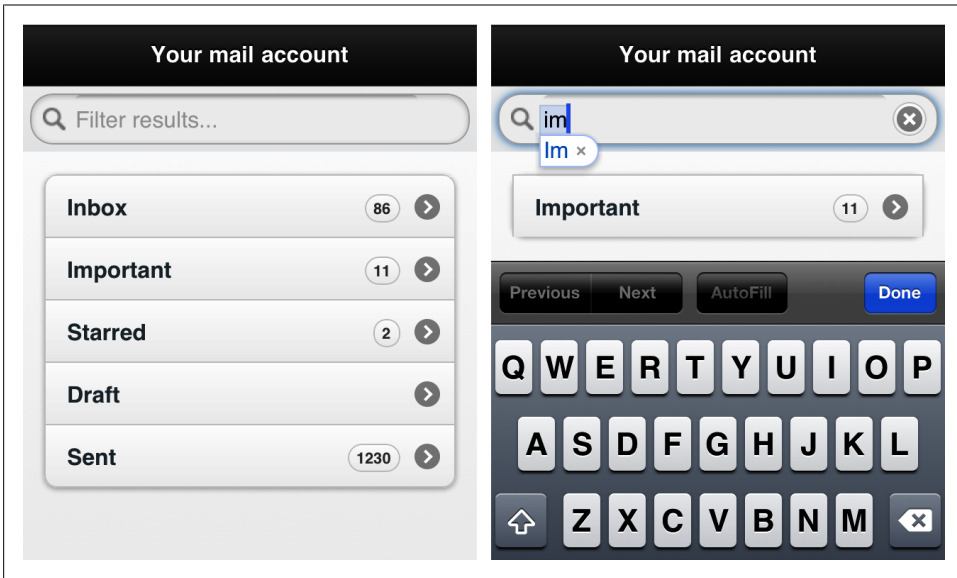 Your mail account
Filter results...
Inbox 86
Important 11
Starred 2
Draft
Sent 1230
Your mail account
im
Im ×
Important 11
Previous Next AutoFill Done
Q W E R T Y U I O P
A S D F G H J K L
Z X C V B N M